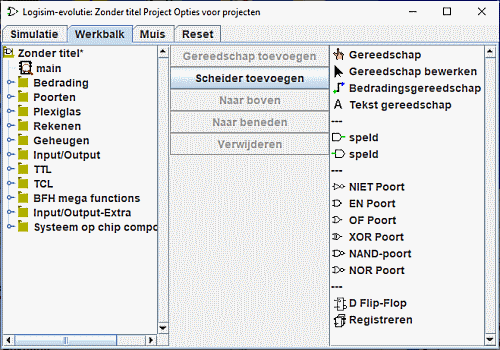 Logisim-evolutie: Zonder titel Project Opties voor projecten
Simulatie Werkbalk Muis Reset
Zonder titel*
main
Bedrading
Poorten
Plexiglas
Rekenen
Geheugen
Input/Output
TTL
TCL
BFH mega functions
Input/Output-Extra
Systeem op chip compo
Gereedschap toevoegen
Scheider toevoegen
Naar boven
Naar beneden
Verwijderen
Gereedschap
Gereedschap bewerken
Bedradingsgereedschap
A Tekst gereedschap
---
speld
speld
---
NIET Poort
EN Poort
OF Poort
XOR Poort
NAND-poort
NOR Poort
---
D Flip-Flop
Registreren